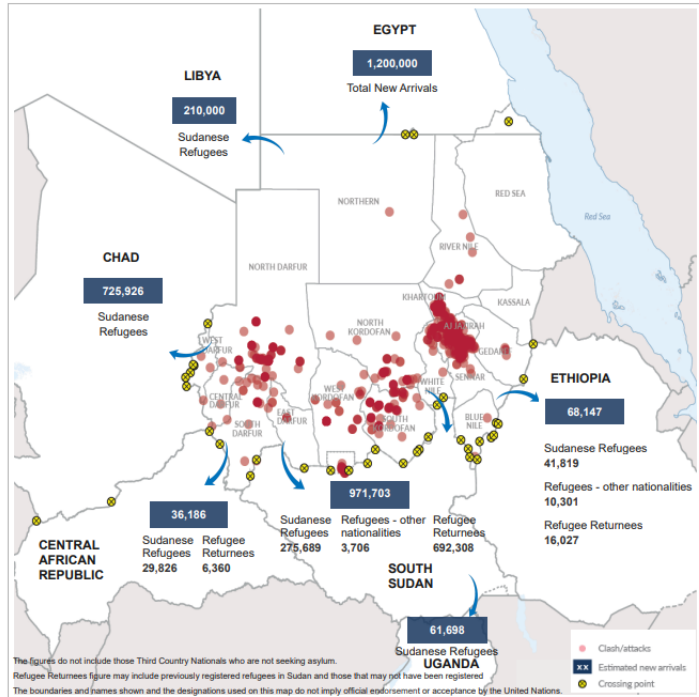 EGYPT
1,200,000
Total New Arrivals
LIBYA
210,000
Sudanese
Refugees
NORTHERN
RED SEA
Red Sea
RIVER NILE
CHAD
725,926
Sudanese
Refugees
NORTH DARFUR
KHARTOUM
KASSALA
NORTH
KORDOFAN
AJ JAZIRAH
GEDAREF
WEST
DARFUR
SENNAR
WHITE
NILE
WEST
KORDOFAN
CENTRAL
DARFUR
EAST
DARFUR
SOUTH
KORDOFAN
BLUE
NILE
SOUTH
DARFUR
ETHIOPIA
68,147
Sudanese Refugees
41,819
Refugees - other nationalities
10,301
Refugee Returnees
16,027
36,186
Sudanese Refugee
Refugees Returnees
29,826 6,360
CENTRAL
AFRICAN
REPUBLIC
971,703
Sudanese Refugees - other Refugee
Refugees nationalities Returnees
275,689 3,706 692,308
SOUTH
SUDAN
61,698
Sudanese Refugees
UGANDA
Clash/attacks
xx Estimated new arrivals
Crossing point
The figures do not include those Third Country Nationals who are not seeking asylum.
Refugee Returnees figure may include previously registered refugees in Sudan and those that may not have been registered
The boundaries and names shown and the designations used on this map do not imply official endorsement or acceptance by the United Nations.